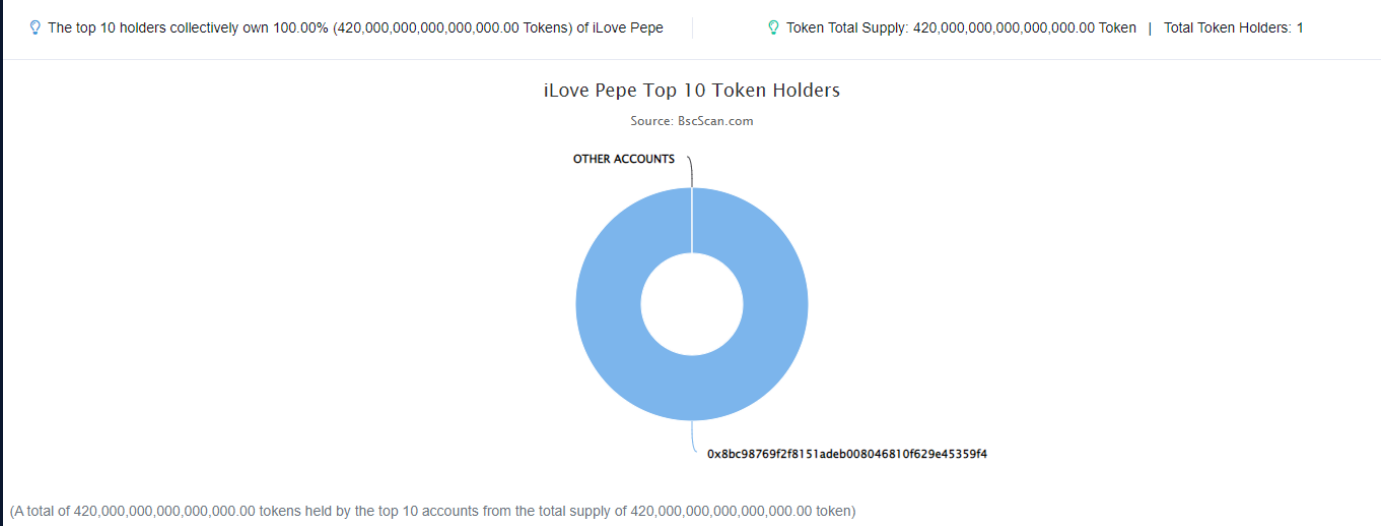 The top 10 holders collectively own 100.00% (420,000,000,000,000,000.00 Tokens) of iLove Pepe
Token Total Supply: 420,000,000,000,000,000.00 Token | Total Token Holders: 1
iLove Pepe Top 10 Token Holders
Source: BscScan.com
OTHER ACCOUNTS
0x8bc98769f2f8151adeb008046810f629e45359f4
(A total of 420,000,000,000,000,000.00 tokens held by the top 10 accounts from the total supply of 420,000,000,000,000,000.00 token)